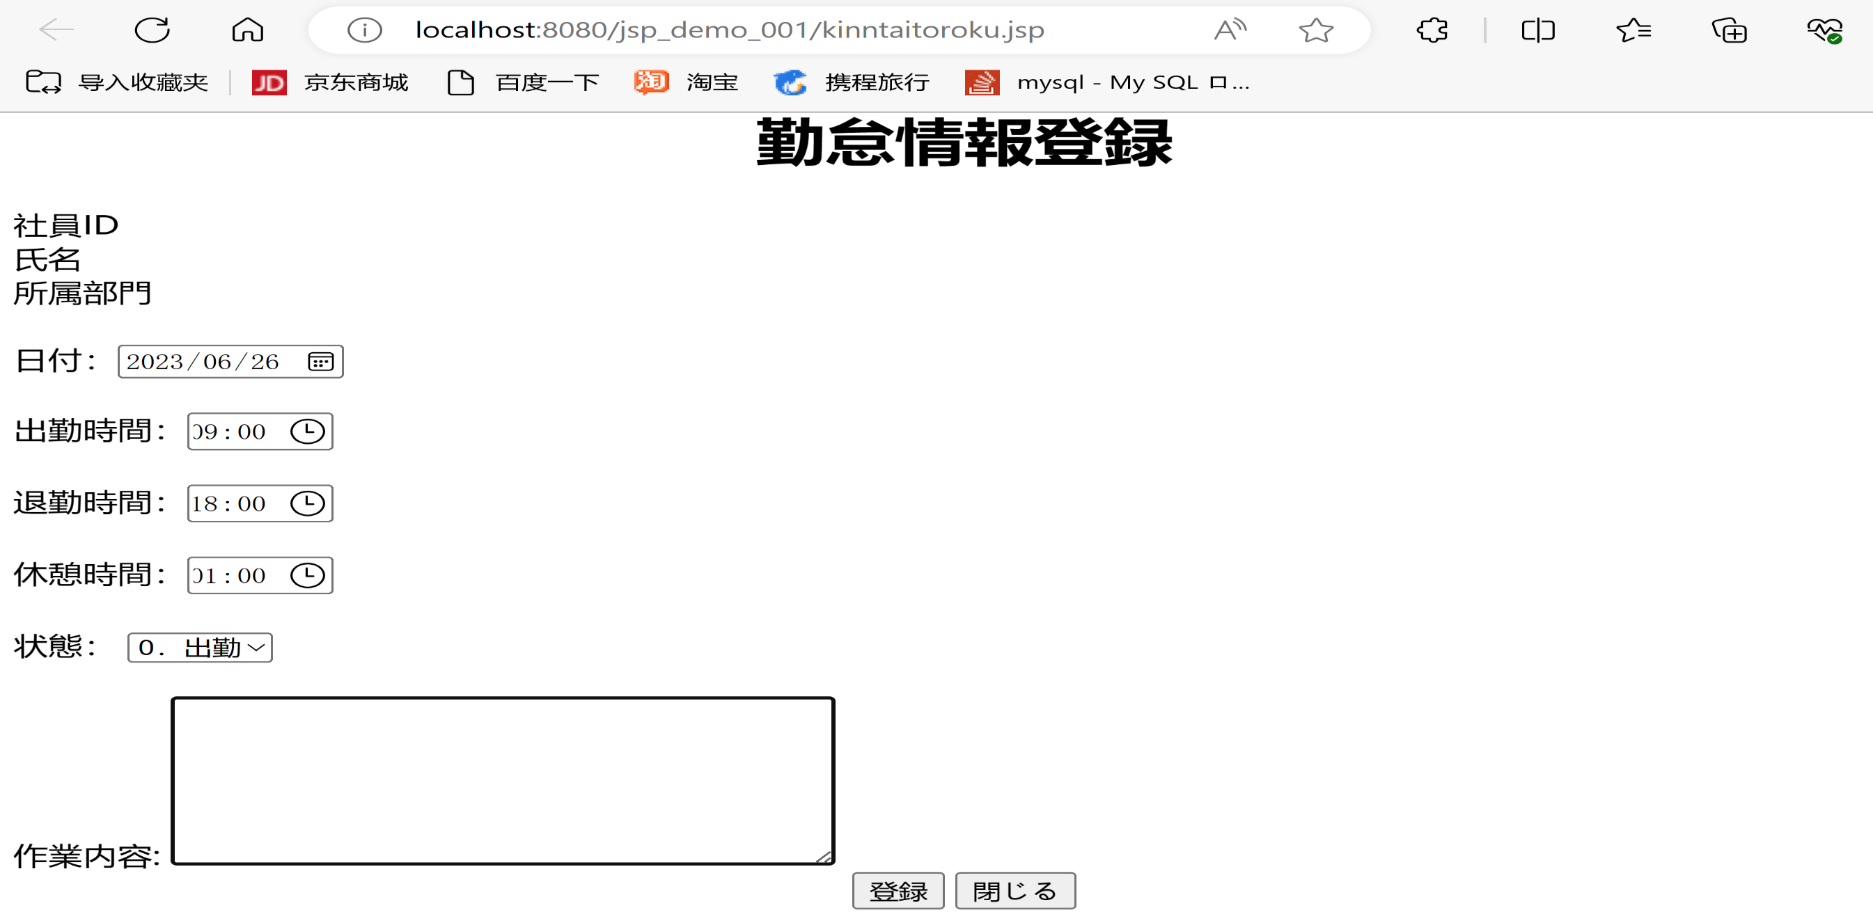 localhost:8080/jsp_demo_001/kinntaitoroku.jsp
导入收藏夹 JD 京东商城 百度一下 淘 淘宝 携程旅行 mysql - My SQL ロ...
勤怠情報登録
社員ID
氏名
所属部門
日付: 2023/06/26
出勤時間: 09:00
退勤時間: 18:00
休憩時間: 01:00
状態: 0. 出勤
作業内容:
登録 閉じる